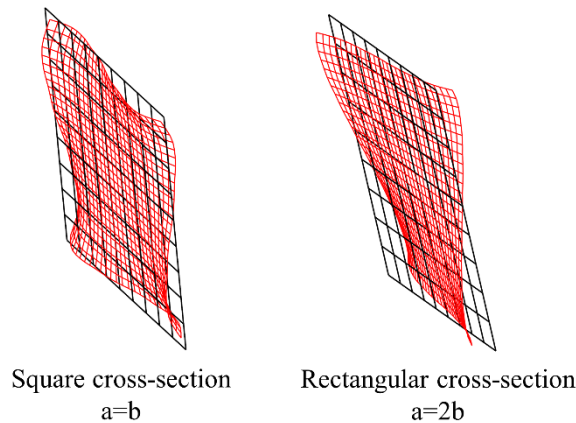 Square cross-section
a=b
Rectangular cross-section
a=2b